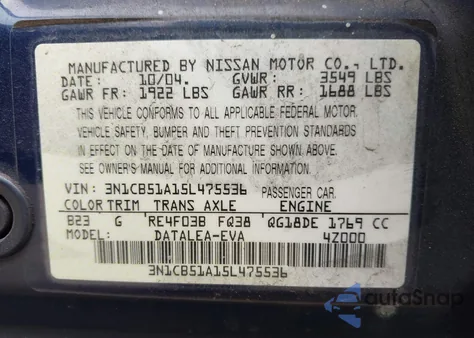 MANUFACTURED BY NISSAN MOTOR CO., LTD.
DATE: 10/04. GVWR: 3549 LBS
GAWR FR: 1922 LBS GAWR RR: 1688 LBS
THIS VEHICLE CONFORMS TO ALL APPLICABLE FEDERAL MOTOR
VEHICLE SAFETY, BUMPER AND THEFT PREVENTION STANDARDS
IN EFFECT ON THE DATE OF MANUFACTURE SHOWN ABOVE.
SEE OWNER'S MANUAL FOR ADDITIONAL INFORMATION.
VIN: 3N1CB51A15L475536 PASSENGER CAR.
COLOR TRIM TRANS AXLE ENGINE
B23 G RE4F03B FQ38 QG18DE 1769 CC
MODEL: DATALEA-EVA 4Z000
3N1CB51A15L475536
autoSnap